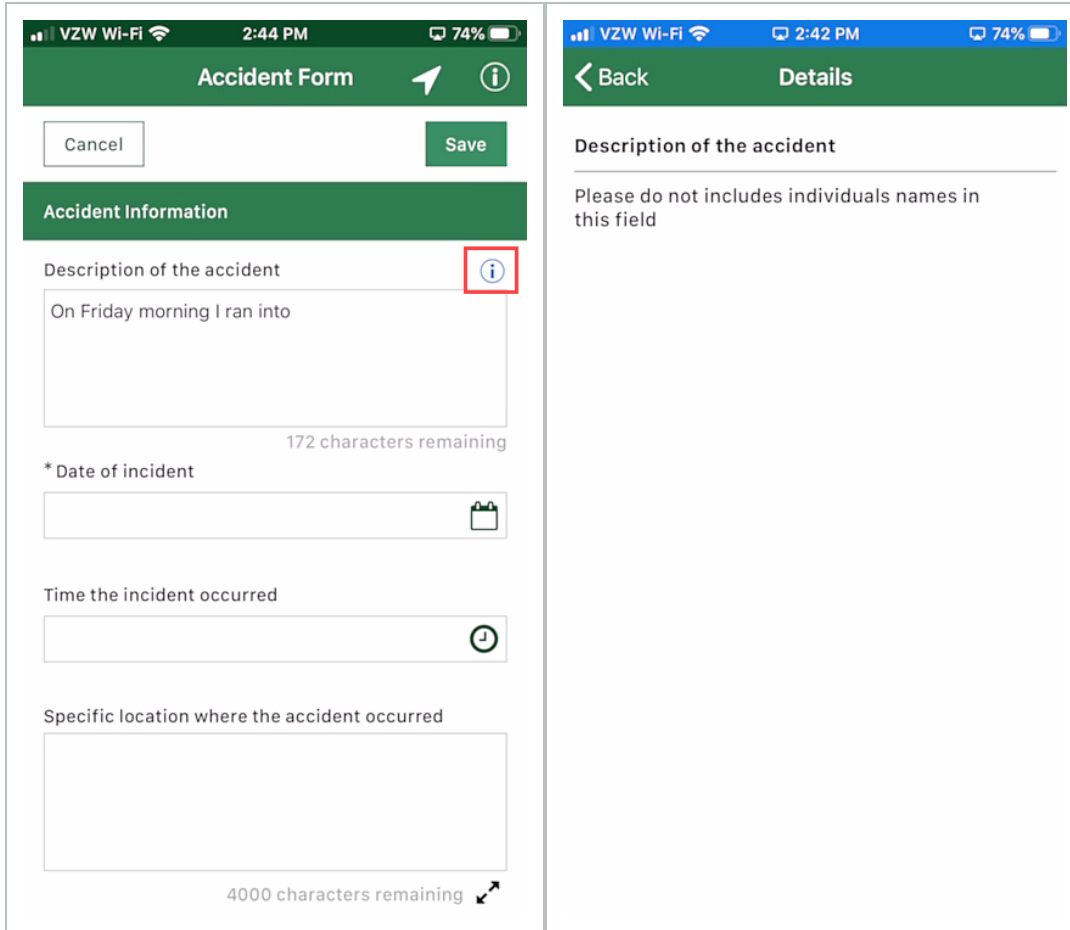 VZW Wi-Fi 2:44 PM 74%
Accident Form
Cancel Save
Accident Information
Description of the accident
On Friday morning I ran into
172 characters remaining
* Date of incident
Time the incident occurred
Specific location where the accident occurred
4000 characters remaining
VZW Wi-Fi 2:42 PM 74%
Back Details
Description of the accident
Please do not includes individuals names in
this field